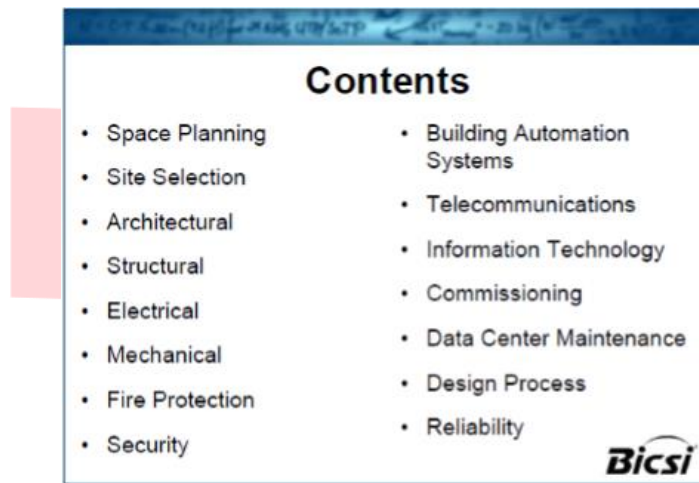 Contents
• Space Planning
• Site Selection
• Architectural
• Structural
• Electrical
• Mechanical
• Fire Protection
• Security
• Building Automation
Systems
• Telecommunications
• Information Technology
• Commissioning
• Data Center Maintenance
• Design Process
• Reliability
Bicsi